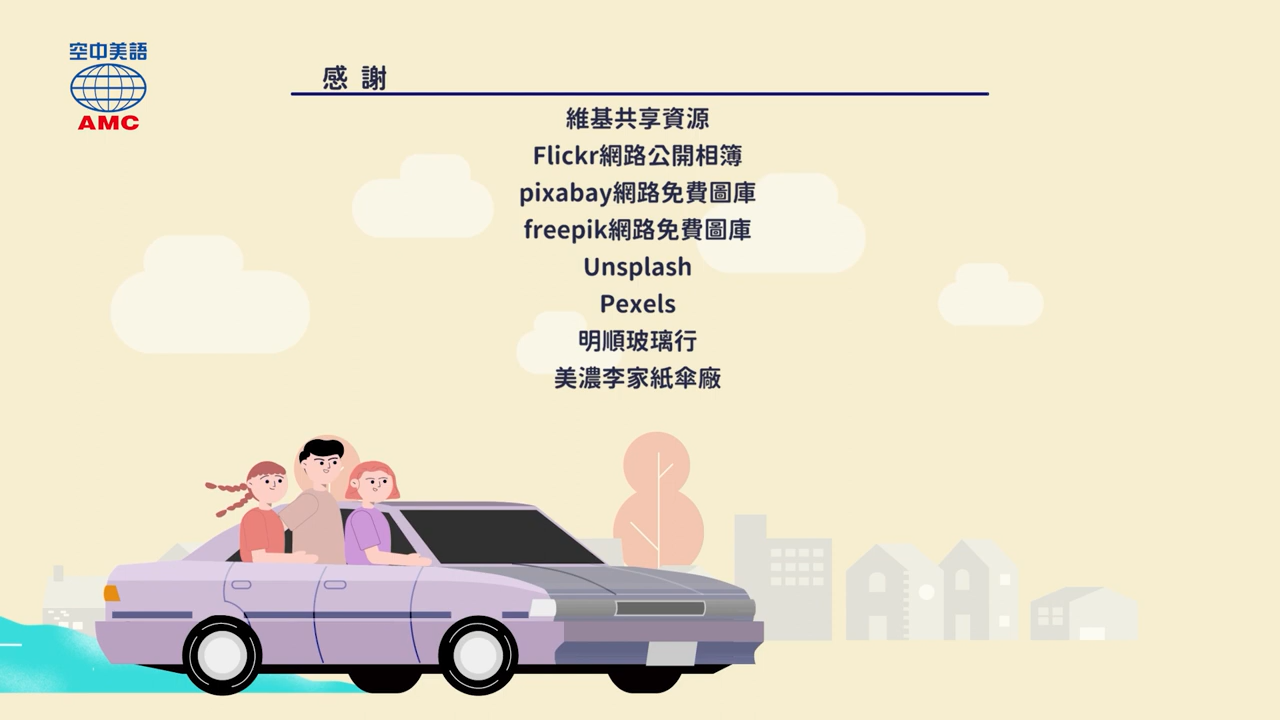 空中美語
AMC
感 謝
維基共享資源
Flickr網路公開相簿
pixabay網路免費圖庫
freepik網路免費圖庫
Unsplash
Pexels
明順玻璃行
美濃李家紙傘廠